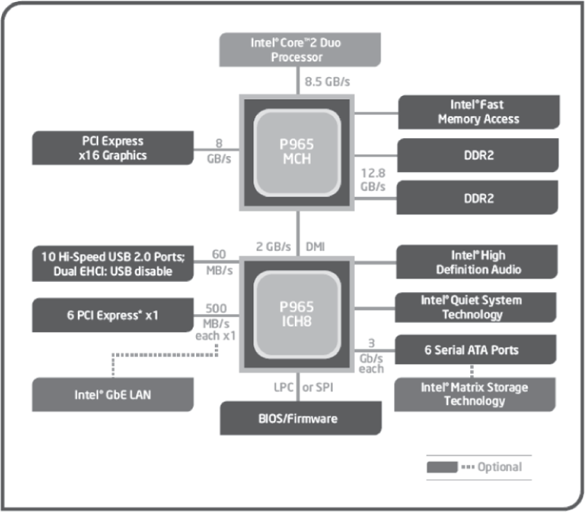 Intel® Core™2 Duo
Processor
8.5 GB/s
Intel® Fast
Memory Access
PCI Express
x16 Graphics
8
GB/s
P965
MCH
DDR2
12.8
GB/s
DDR2
2 GB/s DMI
10 Hi-Speed USB 2.0 Ports;
Dual EHCI: USB disable
60
MB/s
Intel® High
Definition Audio
6 PCI Express® x1
500
MB/s
each x1
P965
ICH8
Intel® Quiet System
Technology
3
Gb/s
each
6 Serial ATA Ports
Intel® GbE LAN
LPC or SPI
Intel® Matrix Storage
Technology
BIOS/Firmware
Optional